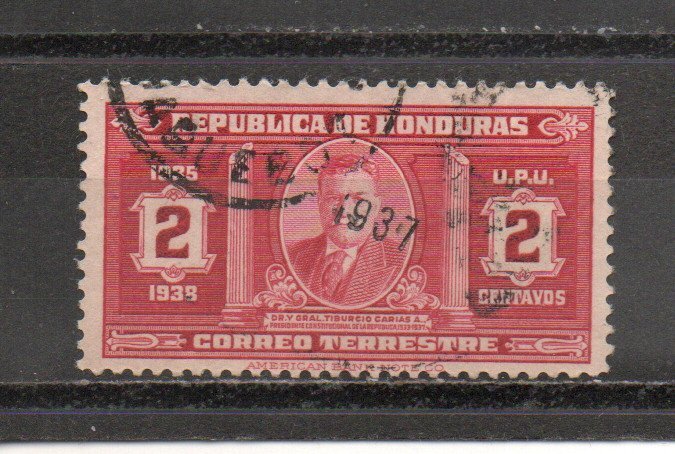 REPUBLICA DE HONDURAS
1935
U.P.U.
2
2
1937
1938
CENTAVOS
DR. Y GRAL. TIBURCIO CARIAS A.
PRESIDENTE CONSTITUCIONAL DE LA REPUBLICA 1933-1937.
CORREO TERRESTRE
AMERICAN BANK NOTE CO.